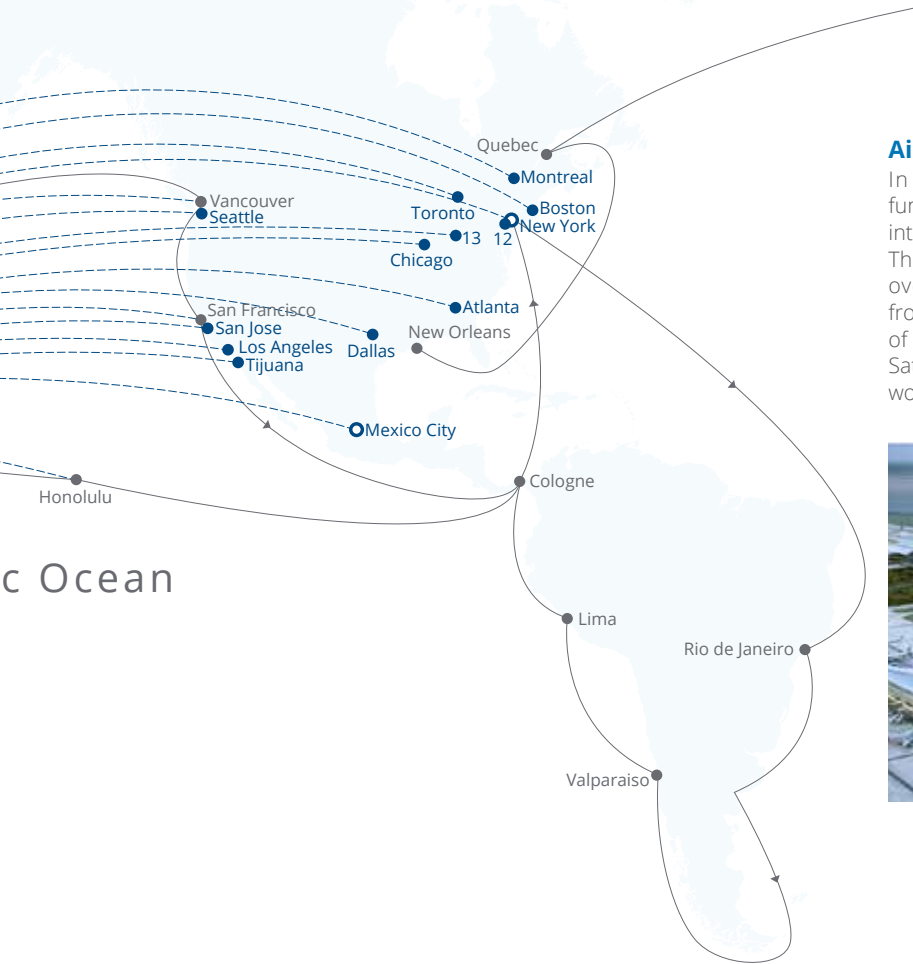 Quebec
Montreal
Vancouver
Seattle
Toronto
Boston
New York
13
12
Chicago
San Francisco
San Jose
Atlanta
New Orleans
Los Angeles
Dallas
Tijuana
Mexico City
Honolulu
Cologne
c Ocean
Lima
Rio de Janeiro
Valparaiso
Ai
In
fur
int
Th
ov
fro
of
Sat
wo